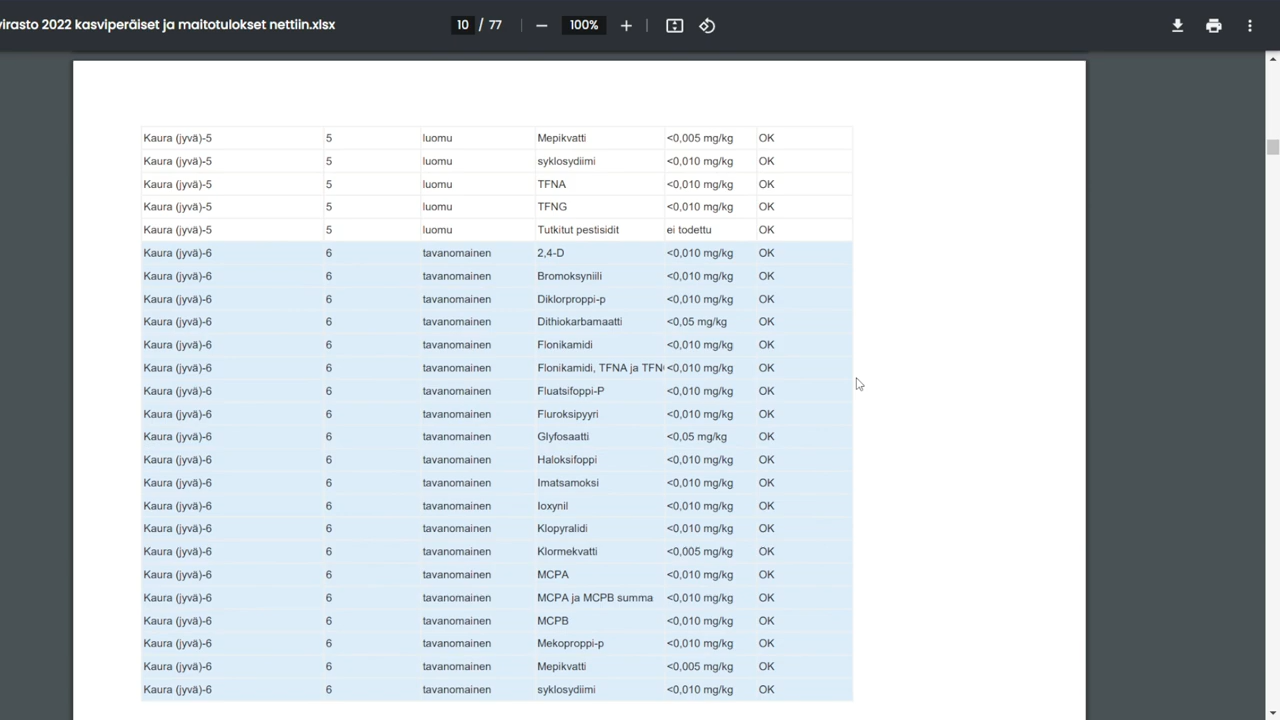 virasto 2022 kasviperäiset ja maitotulokset nettiin.xlsx 10 / 77 100%
Kaura (jyvä)-5 5 luomu Mepikvatti <0,005 mg/kg OK
Kaura (jyvä)-5 5 luomu syklosydiimi <0,010 mg/kg OK
Kaura (jyvä)-5 5 luomu TFNA <0,010 mg/kg OK
Kaura (jyvä)-5 5 luomu TFNG <0,010 mg/kg OK
Kaura (jyvä)-5 5 luomu Tutkitut pestisidit ei todettu OK
Kaura (jyvä)-6 6 tavanomainen 2,4-D <0,010 mg/kg OK
Kaura (jyvä)-6 6 tavanomainen Bromoksyniili <0,010 mg/kg OK
Kaura (jyvä)-6 6 tavanomainen Diklorproppi-p <0,010 mg/kg OK
Kaura (jyvä)-6 6 tavanomainen Dithiokarbamaatti <0,05 mg/kg OK
Kaura (jyvä)-6 6 tavanomainen Flonikamidi <0,010 mg/kg OK
Kaura (jyvä)-6 6 tavanomainen Flonikamidi, TFNA ja TFN <0,010 mg/kg OK
Kaura (jyvä)-6 6 tavanomainen Fluatsifoppi-P <0,010 mg/kg OK
Kaura (jyvä)-6 6 tavanomainen Fluroksipyyri <0,010 mg/kg OK
Kaura (jyvä)-6 6 tavanomainen Glyfosaatti <0,05 mg/kg OK
Kaura (jyvä)-6 6 tavanomainen Haloksifoppi <0,010 mg/kg OK
Kaura (jyvä)-6 6 tavanomainen Imatsamoksi <0,010 mg/kg OK
Kaura (jyvä)-6 6 tavanomainen Ioxynil <0,010 mg/kg OK
Kaura (jyvä)-6 6 tavanomainen Klopyralidi <0,010 mg/kg OK
Kaura (jyvä)-6 6 tavanomainen Klormekvatti <0,005 mg/kg OK
Kaura (jyvä)-6 6 tavanomainen MCPA <0,010 mg/kg OK
Kaura (jyvä)-6 6 tavanomainen MCPA ja MCPB summa <0,010 mg/kg OK
Kaura (jyvä)-6 6 tavanomainen MCPB <0,010 mg/kg OK
Kaura (jyvä)-6 6 tavanomainen Mekoproppi-p <0,010 mg/kg OK
Kaura (jyvä)-6 6 tavanomainen Mepikvatti <0,005 mg/kg OK
Kaura (jyvä)-6 6 tavanomainen syklosydiimi <0,010 mg/kg OK